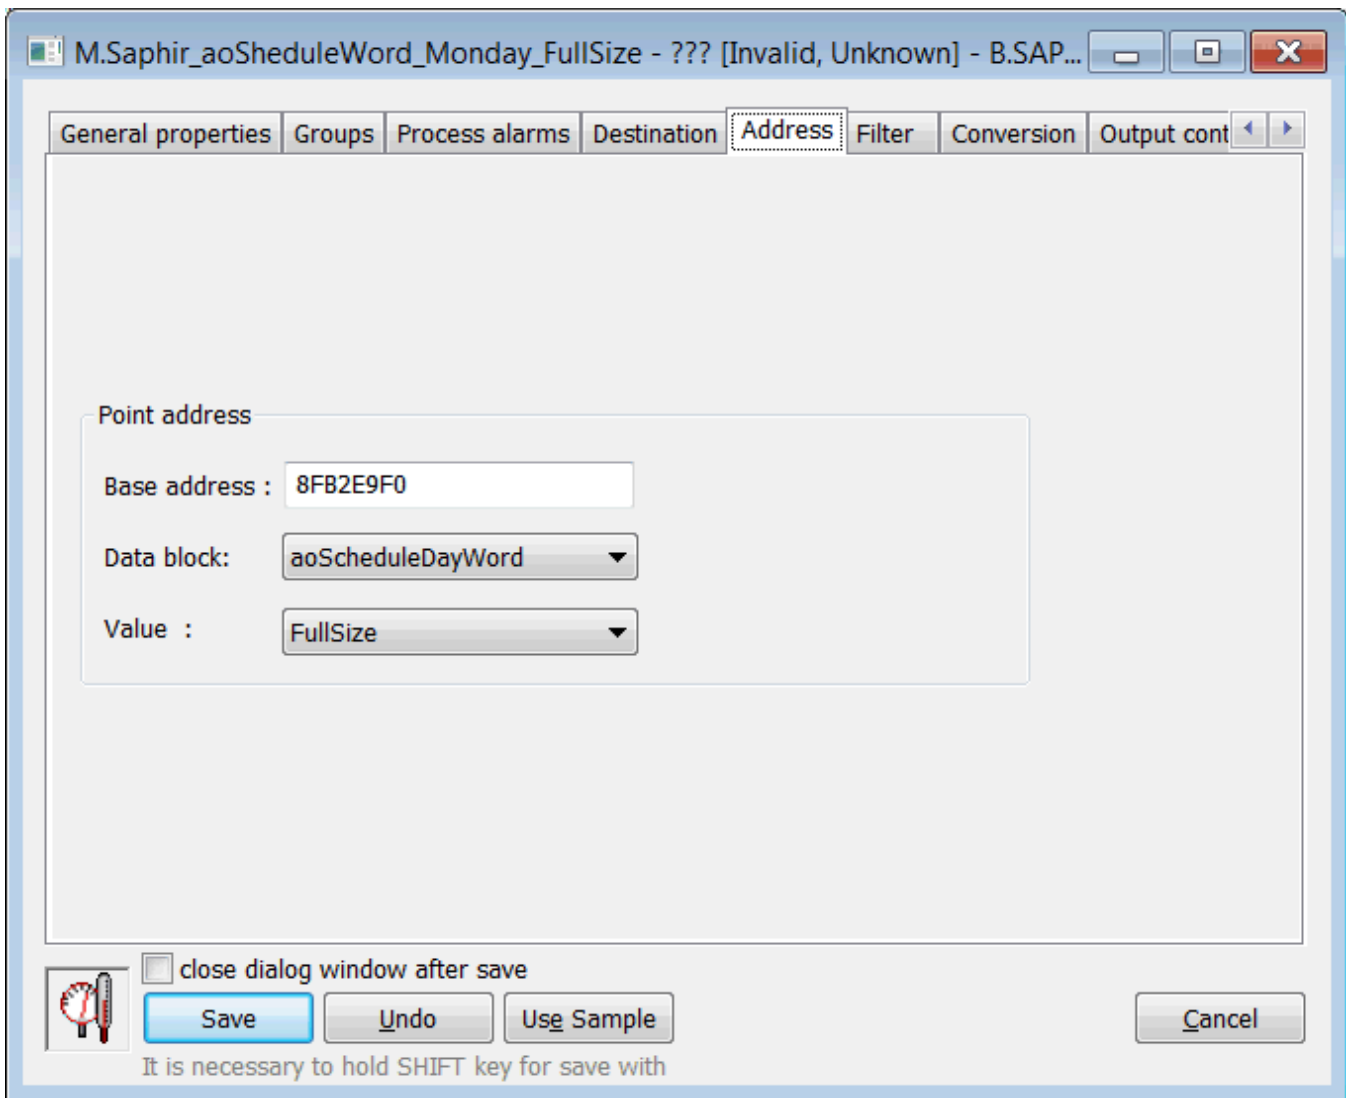 M.Saphir_aoSheduleWord_Monday_FullSize - ??? [Invalid, Unknown] - B.SAP...
General properties Groups Process alarms Destination Address Filter Conversion Output cont
Point address
Base address : 8FB2E9F0
Data block: aoScheduleDayWord
Value : FullSize
close dialog window after save
Save Undo Use Sample Cancel
It is necessary to hold SHIFT key for save with